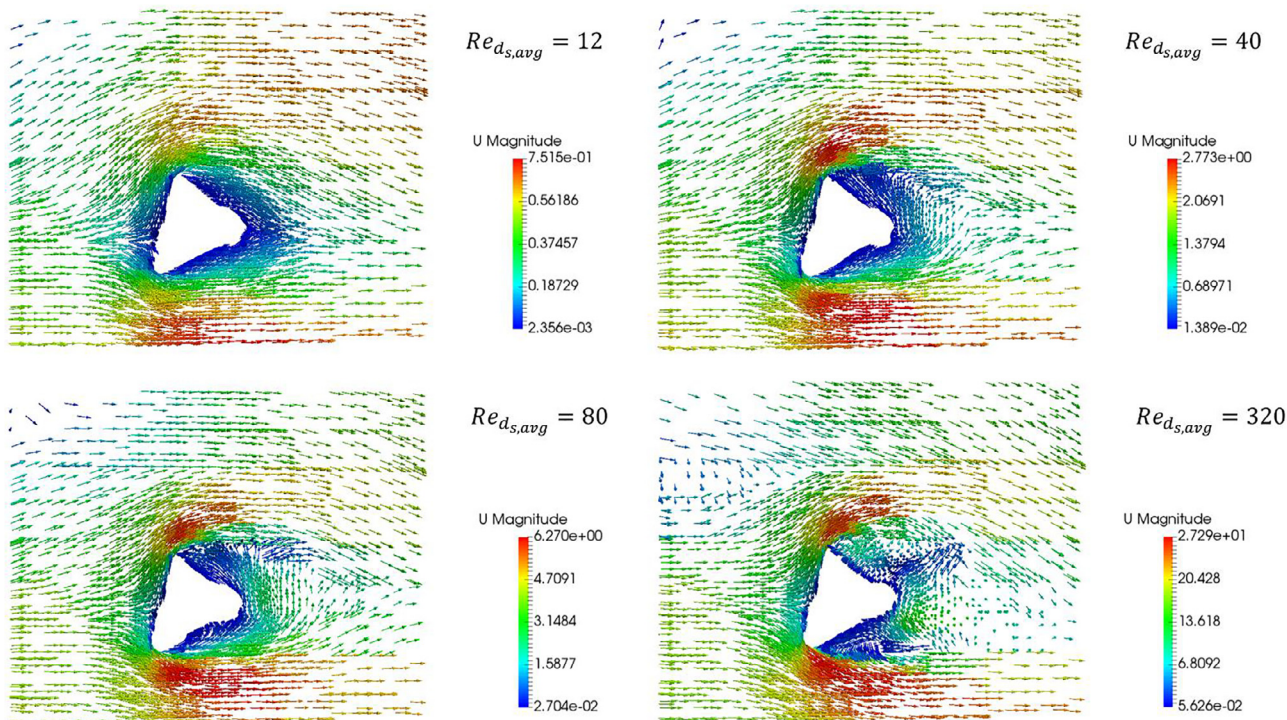 Re_{d_{s,avg}} = 12
U Magnitude
7.515e-01
0.56186
0.37457
0.18729
2.356e-03
Re_{d_{s,avg}} = 40
U Magnitude
2.773e+00
2.0691
1.3794
0.68971
1.389e-02
Re_{d_{s,avg}} = 80
U Magnitude
6.270e+00
4.7091
3.1484
1.5877
2.704e-02
Re_{d_{s,avg}} = 320
U Magnitude
2.729e+01
20.428
13.618
6.8092
5.626e-02